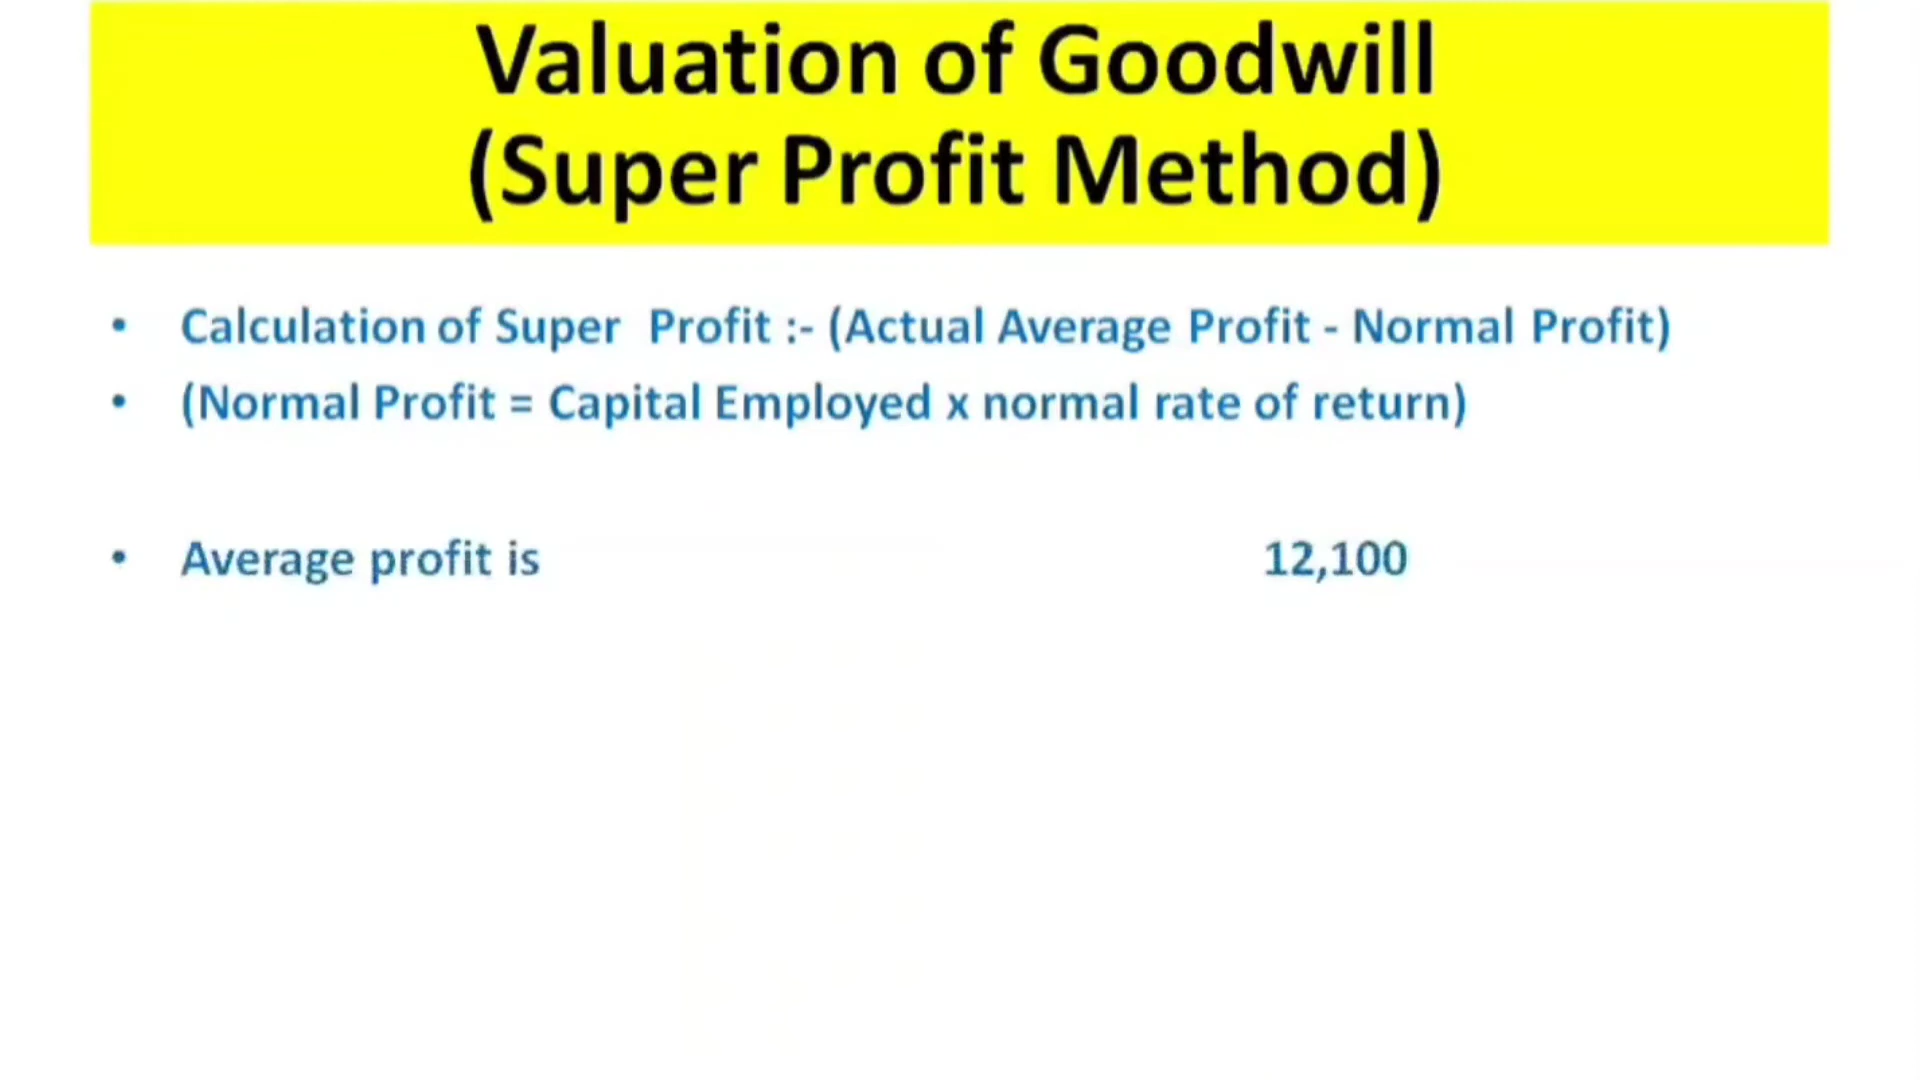 Valuation of Goodwill
(Super Profit Method)
• Calculation of Super Profit :- (Actual Average Profit - Normal Profit)
• (Normal Profit = Capital Employed x normal rate of return)
• Average profit is 12,100